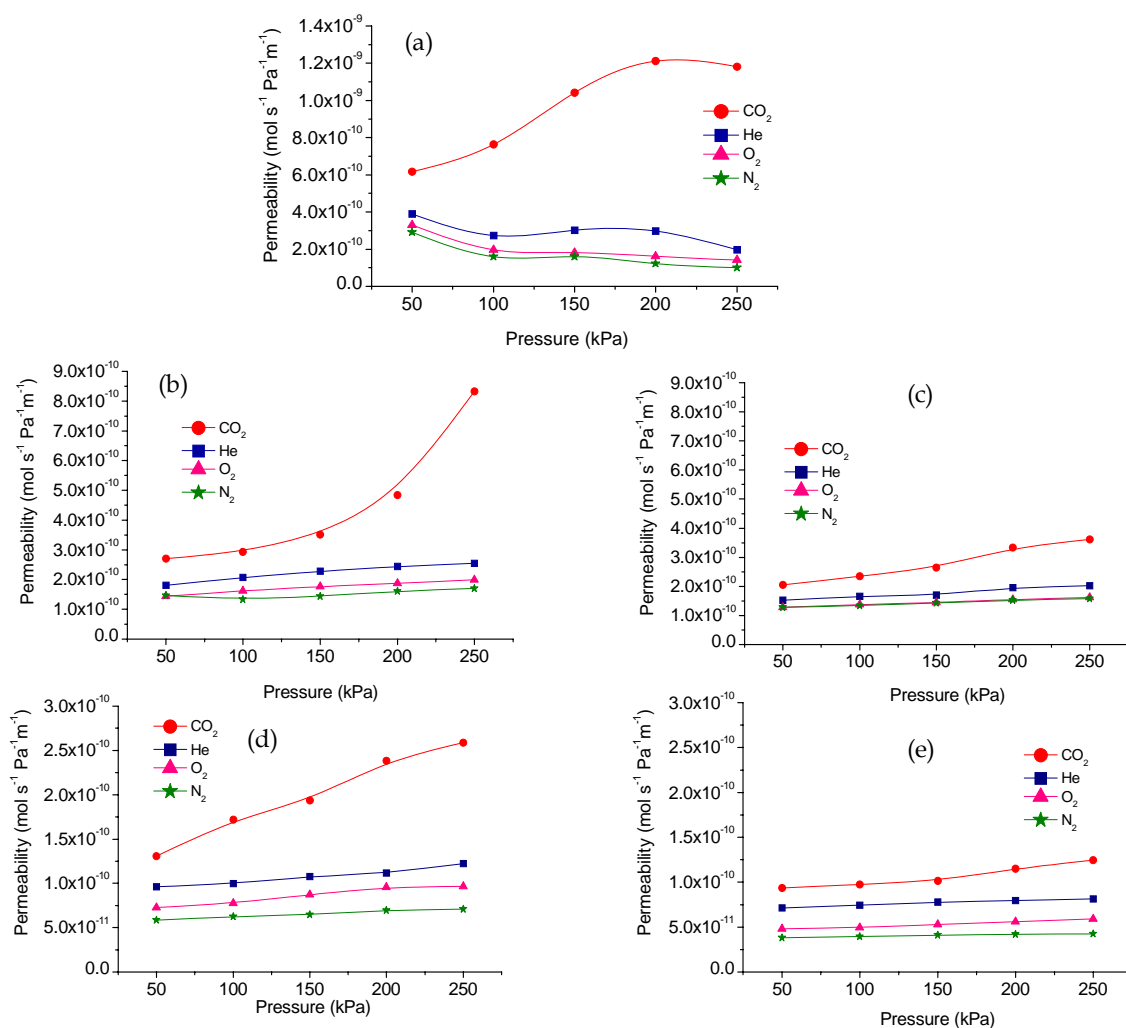 (a)
Permeability (mol s⁻¹ Pa⁻¹m⁻¹)
1.4x10⁻⁹
1.2x10⁻⁹
1.0x10⁻⁹
8.0x10⁻¹⁰
6.0x10⁻¹⁰
4.0x10⁻¹⁰
2.0x10⁻¹⁰
0.0
CO₂
He
O₂
N₂
50 100 150 200 250
Pressure (kPa)
(b)
Permeability (mol s⁻¹ Pa⁻¹m⁻¹)
9.0x10⁻¹⁰
8.0x10⁻¹⁰
7.0x10⁻¹⁰
6.0x10⁻¹⁰
5.0x10⁻¹⁰
4.0x10⁻¹⁰
3.0x10⁻¹⁰
2.0x10⁻¹⁰
1.0x10⁻¹⁰
0.0
CO₂
He
O₂
N₂
50 100 150 200 250
Pressure (kPa)
(c)
Permeability (mol s⁻¹ Pa⁻¹m⁻¹)
9.0x10⁻¹⁰
8.0x10⁻¹⁰
7.0x10⁻¹⁰
6.0x10⁻¹⁰
5.0x10⁻¹⁰
4.0x10⁻¹⁰
3.0x10⁻¹⁰
2.0x10⁻¹⁰
1.0x10⁻¹⁰
0.0
CO₂
He
O₂
N₂
50 100 150 200 250
Pressure (kPa)
(d)
Permeability (mol s⁻¹ Pa⁻¹m⁻¹)
3.0x10⁻¹⁰
2.5x10⁻¹⁰
2.0x10⁻¹⁰
1.5x10⁻¹⁰
1.0x10⁻¹⁰
5.0x10⁻¹¹
0.0
CO₂
He
O₂
N₂
50 100 150 200 250
Pressure (kPa)
(e)
Permeability (mol s⁻¹ Pa⁻¹m⁻¹)
3.0x10⁻¹⁰
2.5x10⁻¹⁰
2.0x10⁻¹⁰
1.5x10⁻¹⁰
1.0x10⁻¹⁰
5.0x10⁻¹¹
0.0
CO₂
He
O₂
N₂
50 100 150 200 250
Pressure (kPa)